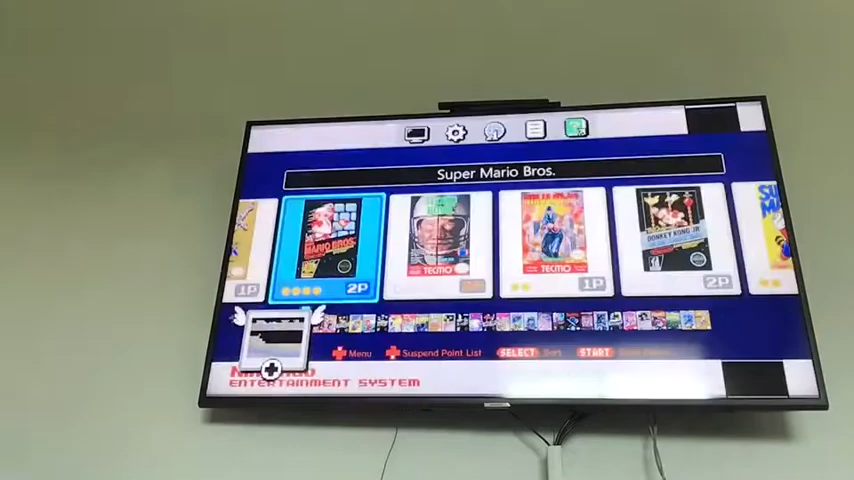 Super Mario Bros.
MARIO BROS.
TECMO
TECMO
DONKEY KONG JR.
1P
2P
1P
2P
Menu
Suspend Point List
SELECT Sort
START
ENTERTAINMENT SYSTEM